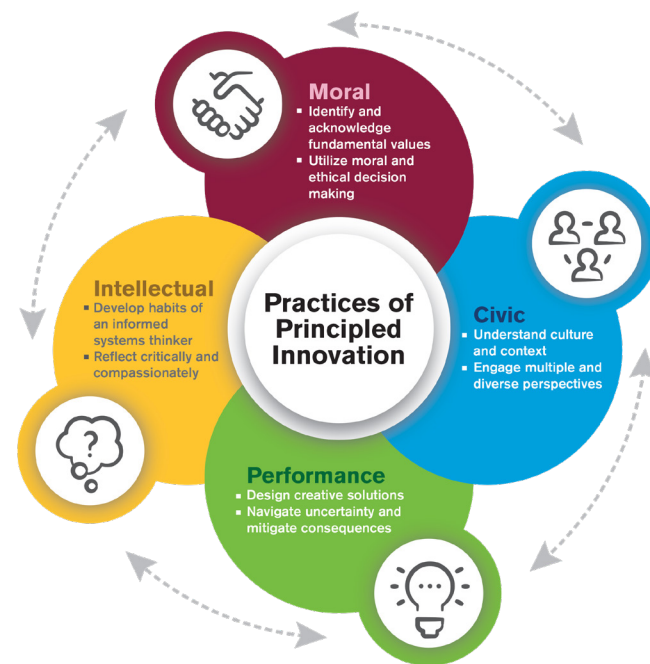 Moral
▪ Identify and
acknowledge
fundamental values
▪ Utilize moral and
ethical decision
making
Intellectual
▪ Develop habits of
an informed
systems thinker
▪ Reflect critically and
compassionately
Practices of
Principled
Innovation
Civic
▪ Understand culture
and context
▪ Engage multiple and
diverse perspectives
?
Performance
▪ Design creative solutions
▪ Navigate uncertainty and
mitigate consequences